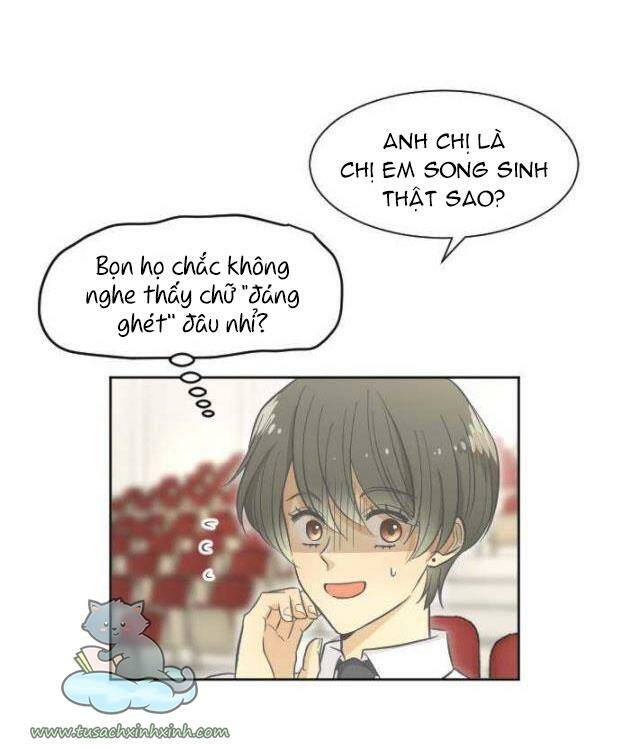 ANH CHỊ LÀ
CHỊ EM SONG SINH
THẬT SAO?
Bọn họ chắc không
nghe thấy chữ "đáng
ghét" đâu nhỉ?
www.tusachxinhxinh.com